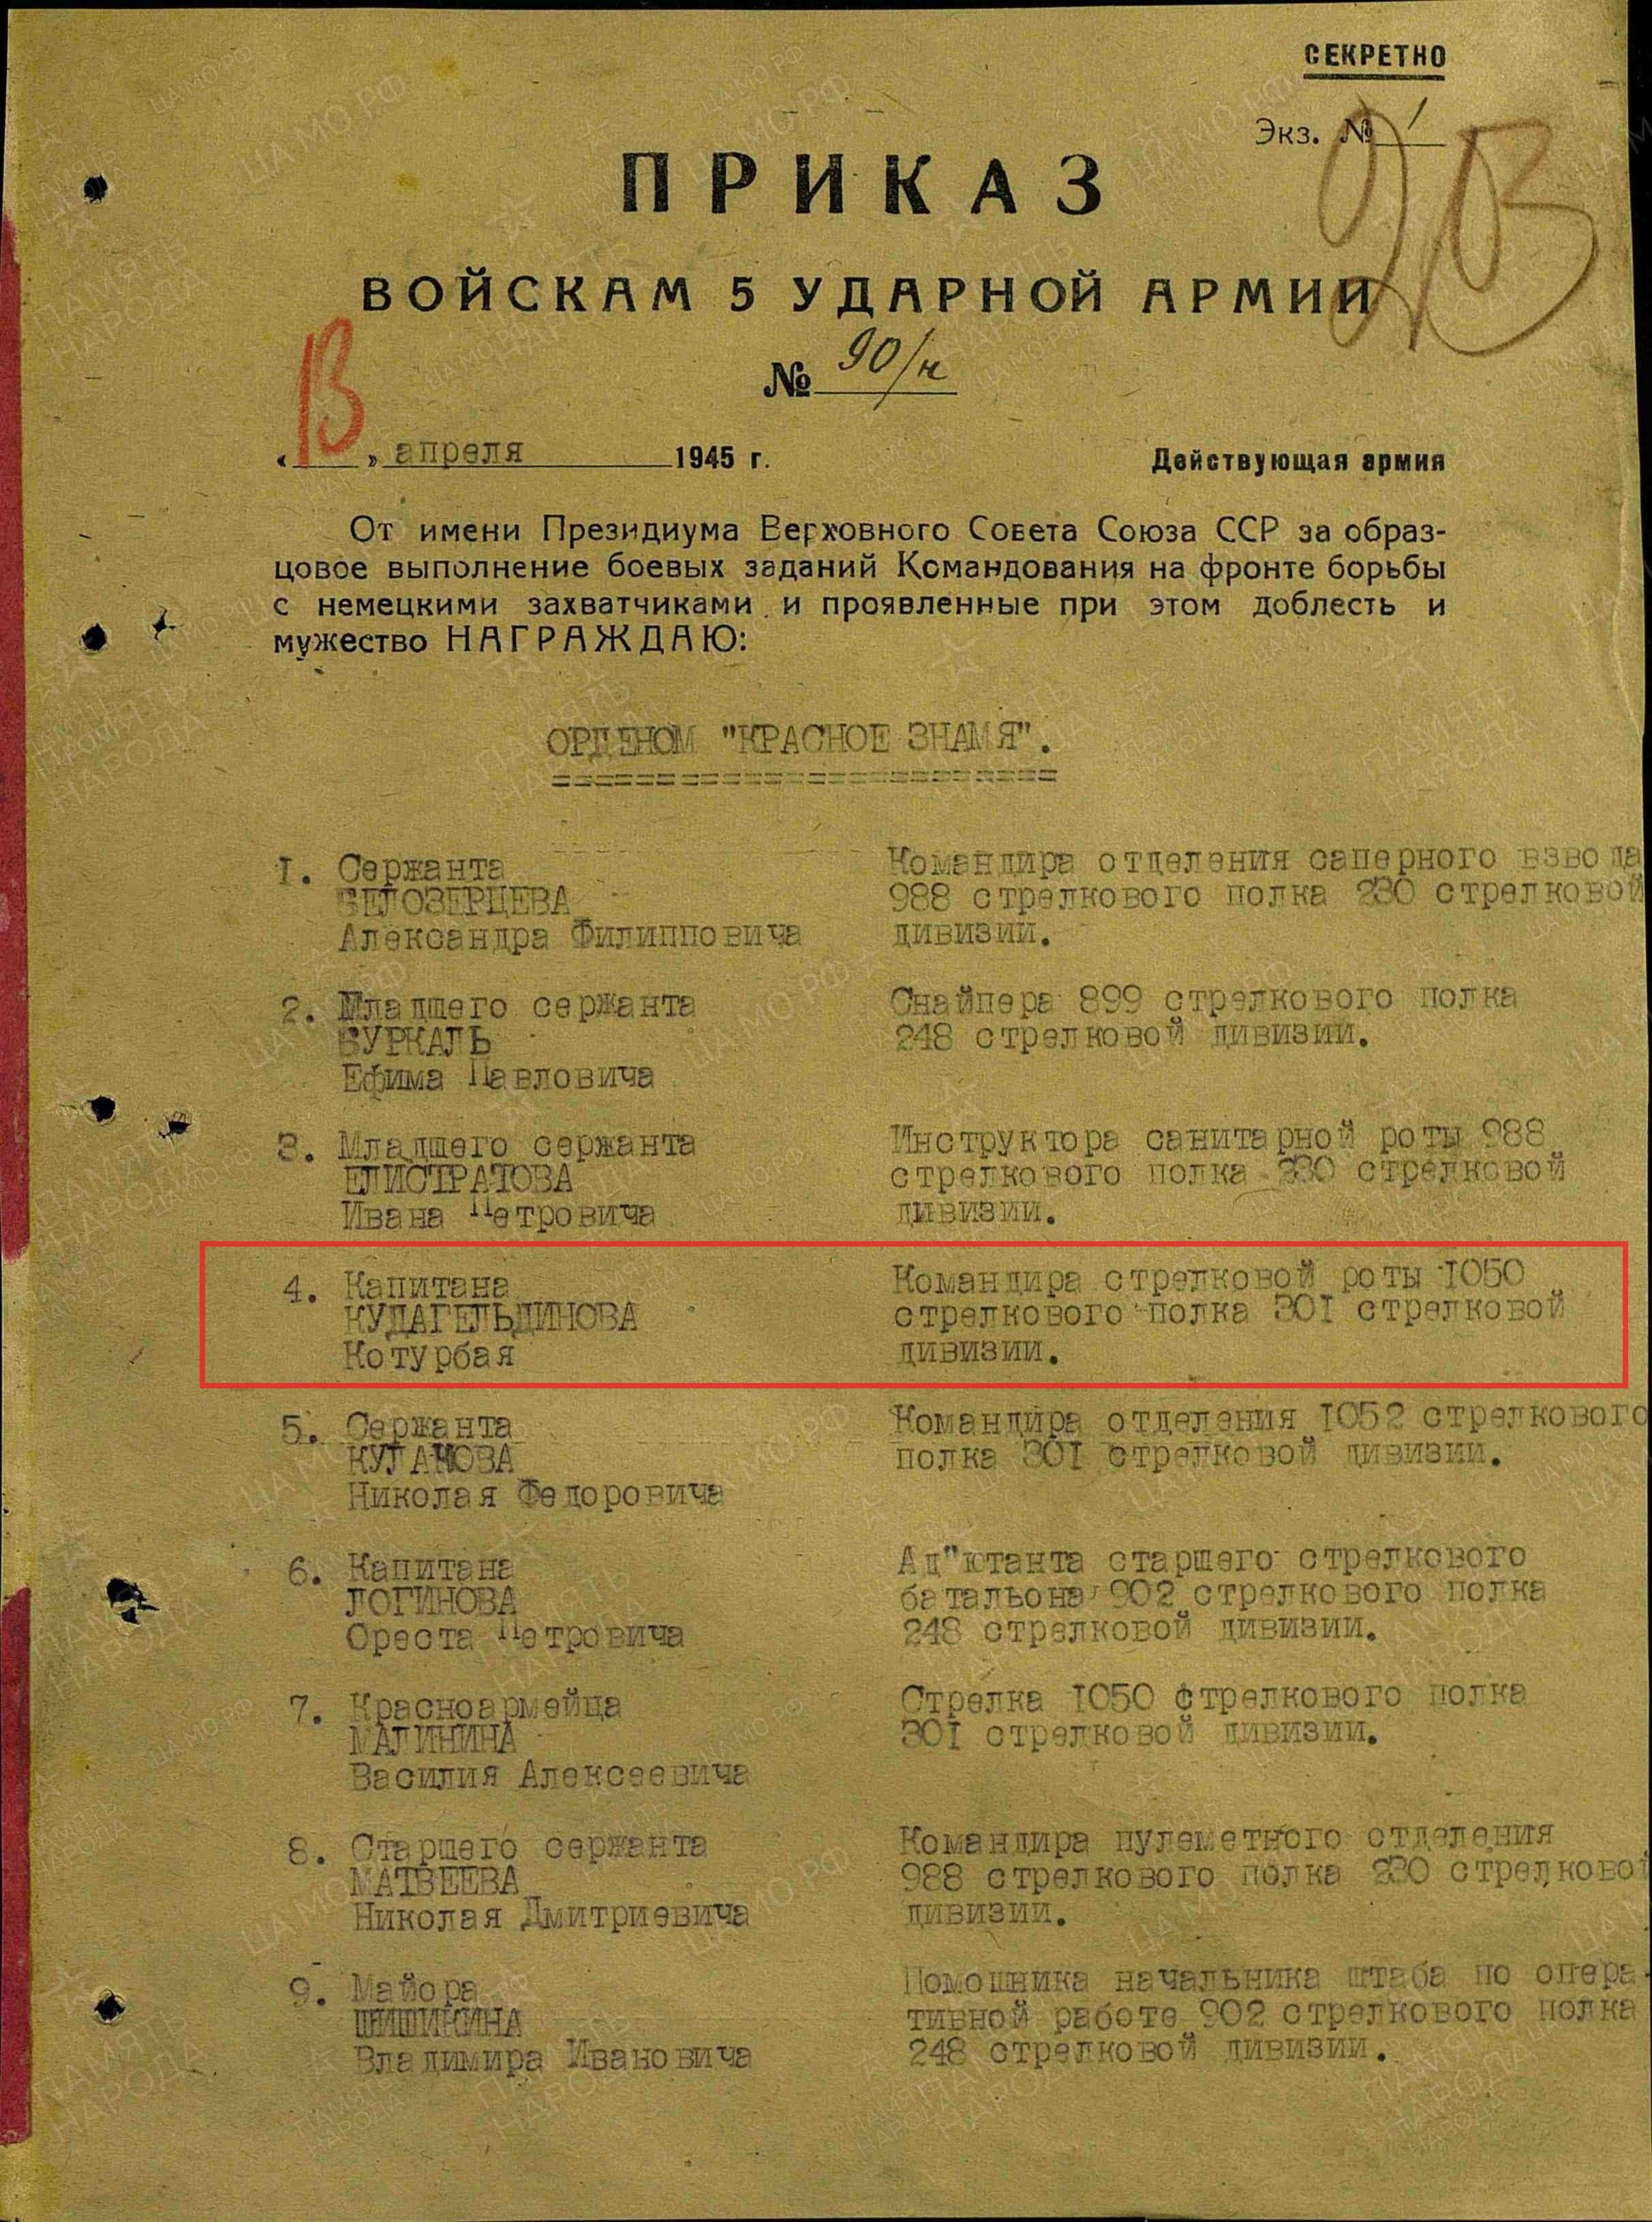 СЕКРЕТНО
Экз. № 1
ПРИКАЗ
ВОЙСКАМ 5 УДАРНОЙ АРМИИ
№ 90/н
«13» апреля 1945 г. Действующая армия
От имени Президиума Верховного Совета Союза ССР за образ-
цовое выполнение боевых заданий Командования на фронте борьбы
с немецкими захватчиками и проявленные при этом доблесть и
мужество НАГРАЖДАЮ:
ОРДЕНОМ "КРАСНОЕ ЗНАМЯ".
1. Сержанта
БЕЛОЗЕРЦЕВА
Александра Филипповича
Командира отделения саперного взвода
988 стрелкового полка 230 стрелковой
дивизии.
2. Младшего сержанта
БУРКАЛЬ
Ефима Павловича
Снайпера 899 стрелкового полка
248 стрелковой дивизии.
3. Младшего сержанта
ЕЛИСТРАТОВА
Ивана Петровича
Инструктора санитарной роты 988
стрелкового полка 230 стрелковой
дивизии.
4. Капитана
КУДАГЕЛЬДИНОВА
Котурбая
Командира стрелковой роты 1050
стрелкового полка 301 стрелковой
дивизии.
5. Сержанта
Николая Федоровича
Командира отделения 1052 стрелкового
полка 301 стрелковой дивизии.
6. Капитана
ЛОГИНОВА
Ореста Петровича
Ад"ютанта старшего стрелкового
батальона 902 стрелкового полка
248 стрелковой дивизии.
7. Красноармейца
МАЛИНИНА
Василия Алексеевича
Стрелка 1050 стрелкового полка
301 стрелковой дивизии.
8. Старшего сержанта
МАТВЕЕВА
Николая Дмитриевича
Командира пулеметного отделения
988 стрелкового полка 230 стрелково
дивизии.
9. Майора
ШИШКИНА
Владимира Ивановича
Помощника начальника штаба по опера-
тивной работе 902 стрелкового полка
248 стрелковой дивизии.